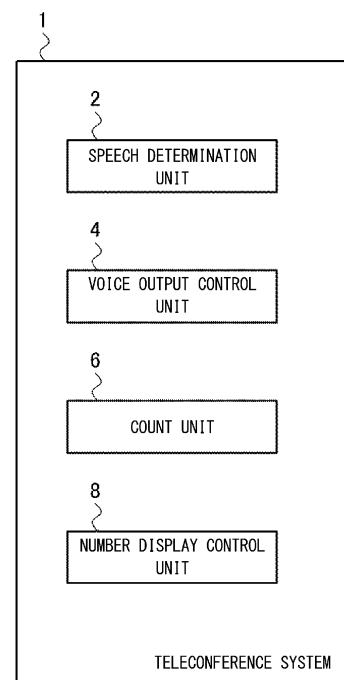 1
2
SPEECH DETERMINATION
UNIT
4
VOICE OUTPUT CONTROL
UNIT
6
COUNT UNIT
8
NUMBER DISPLAY CONTROL
UNIT
TELECONFERENCE SYSTEM